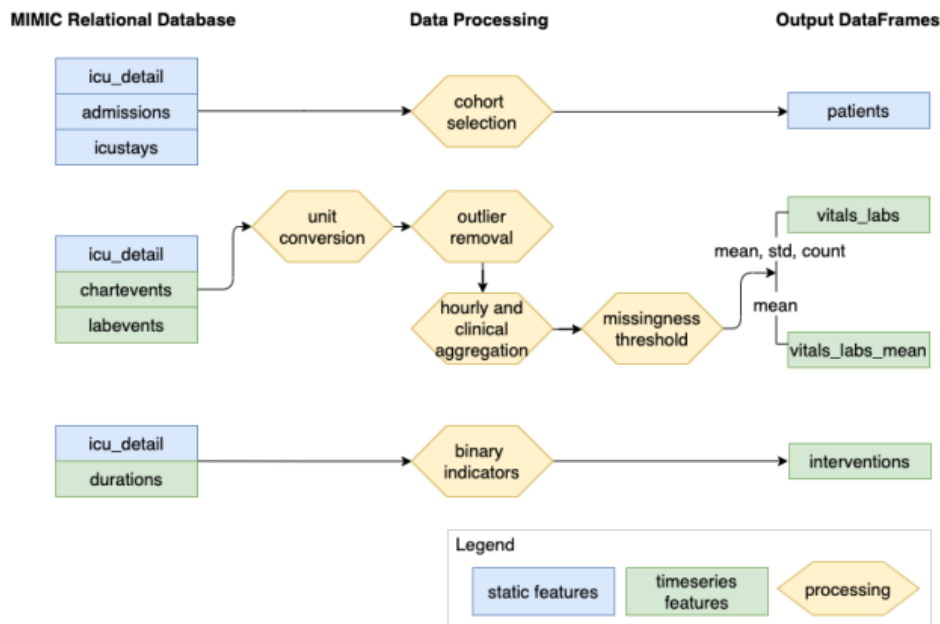 MIMIC Relational Database
Data Processing
Output DataFrames
icu_detail
admissions
icustays
cohort
selection
patients
icu_detail
chartevents
labevents
unit
conversion
outlier
removal
hourly and
clinical
aggregation
missingness
threshold
vitals_labs
mean, std, count
mean
vitals_labs_mean
icu_detail
durations
binary
indicators
interventions
Legend
static features
timeseries
features
processing